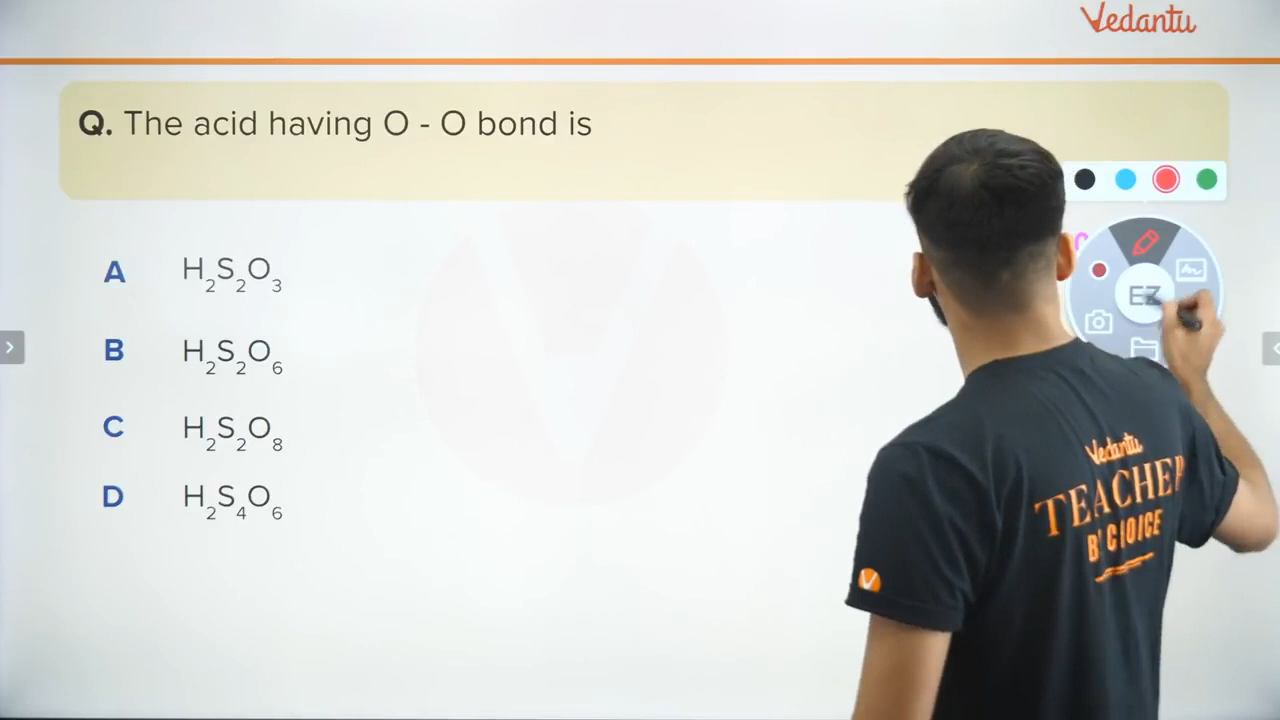 Vedantu
Q. The acid having O - O bond is
A H₂S₂O₃
B H₂S₂O₆
C H₂S₂O₈
D H₂S₄O₆
EZ
Vedantu
TEACHER
BY CHOICE